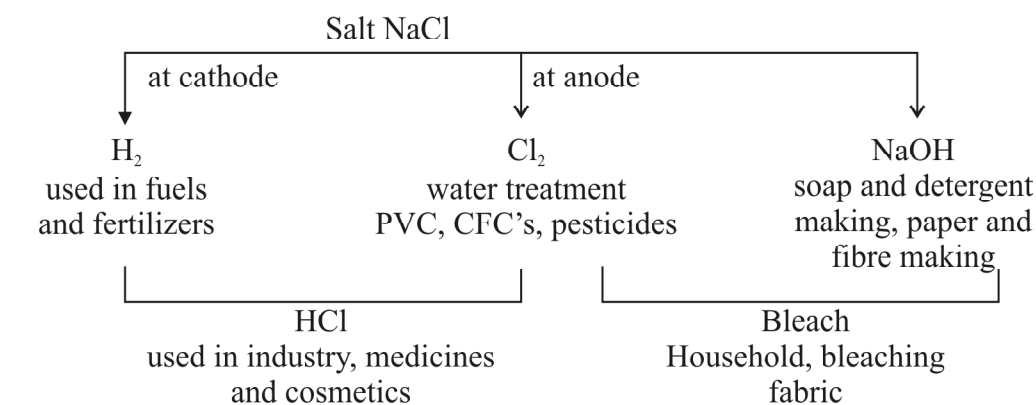 Salt NaCl
at cathode
at anode
H₂
used in fuels
and fertilizers
Cl₂
water treatment
PVC, CFC's, pesticides
NaOH
soap and detergent
making, paper and
fibre making
HCl
used in industry, medicines
and cosmetics
Bleach
Household, bleaching
fabric